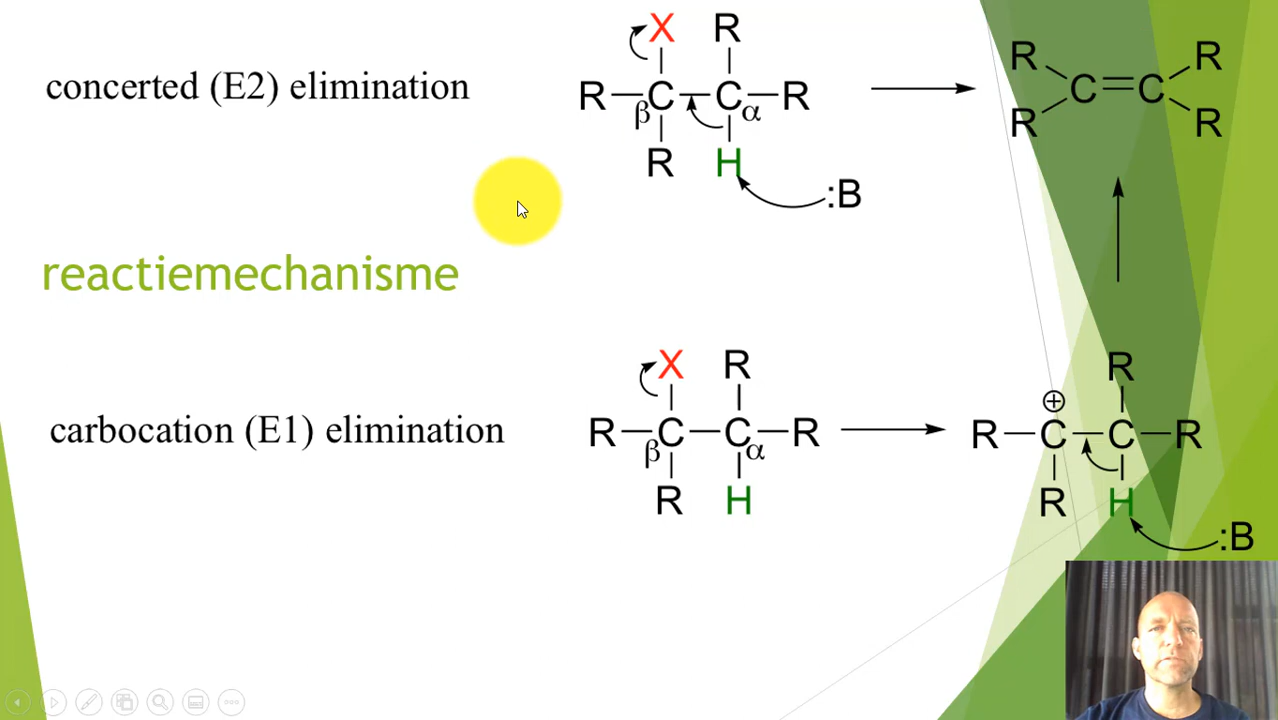 concerted (E2) elimination
X R
R C C R
β α
R H
:B
R R
C C
R R
reactiemechanisme
carbocation (E1) elimination
X R
R C C R
β α
R H
R
⊕
R C C R
R H
:B